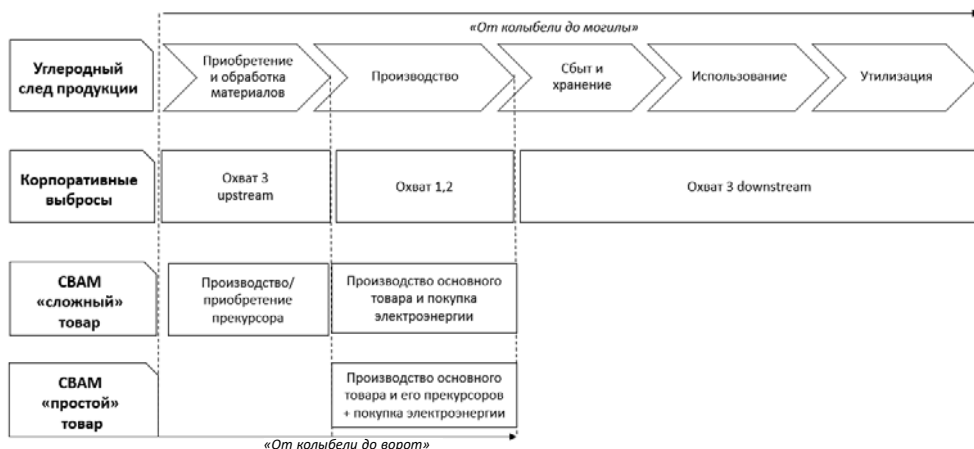 «От колыбели до могилы»
Углеродный
след продукции
Приобретение
и обработка
материалов
Производство
Сбыт и
хранение
Использование
Утилизация
Корпоративные
выбросы
Охват 3
upstream
Охват 1,2
Охват 3 downstream
СВАМ
«сложный»
товар
Производство/
приобретение
прекурсора
Производство основного
товара и покупка
электроэнергии
СВАМ
«простой»
товар
Производство основного
товара и его прекурсоров
+ покупка электроэнергии
«От колыбели до ворот»